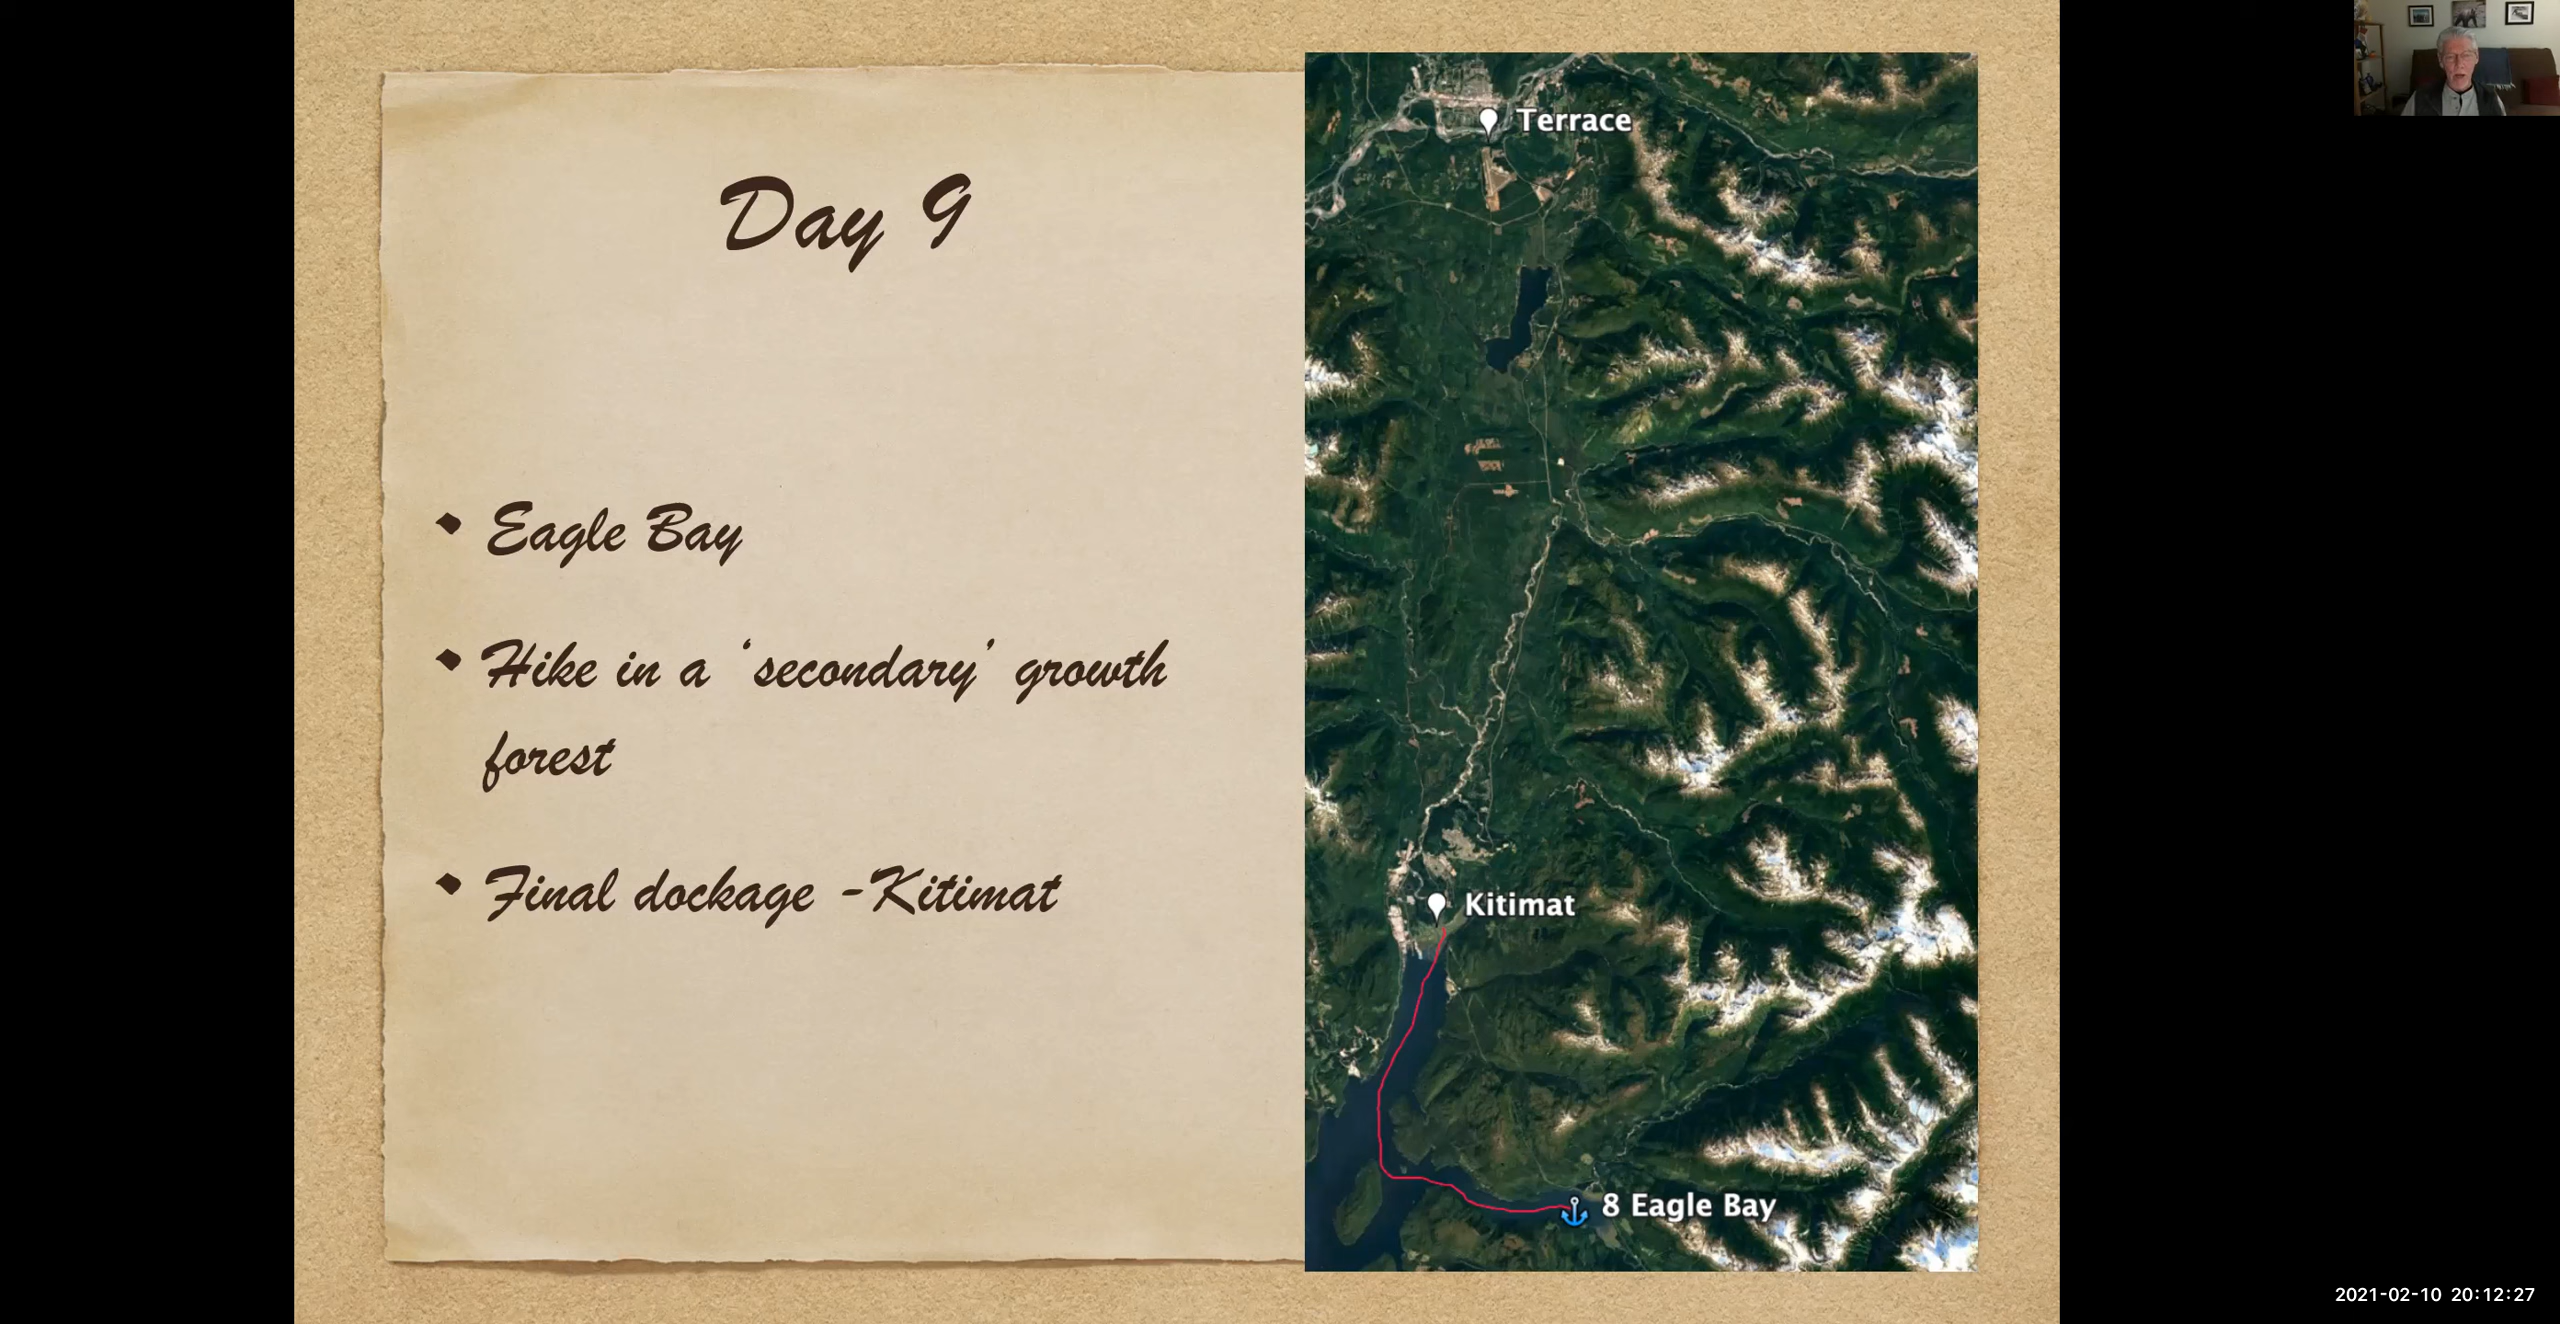 Day 9
• Eagle Bay
• Hike in a ‘secondary’ growth
forest
• Final dockage -Kitimat
Terrace
Kitimat
8 Eagle Bay
2021-02-10 20:12:27